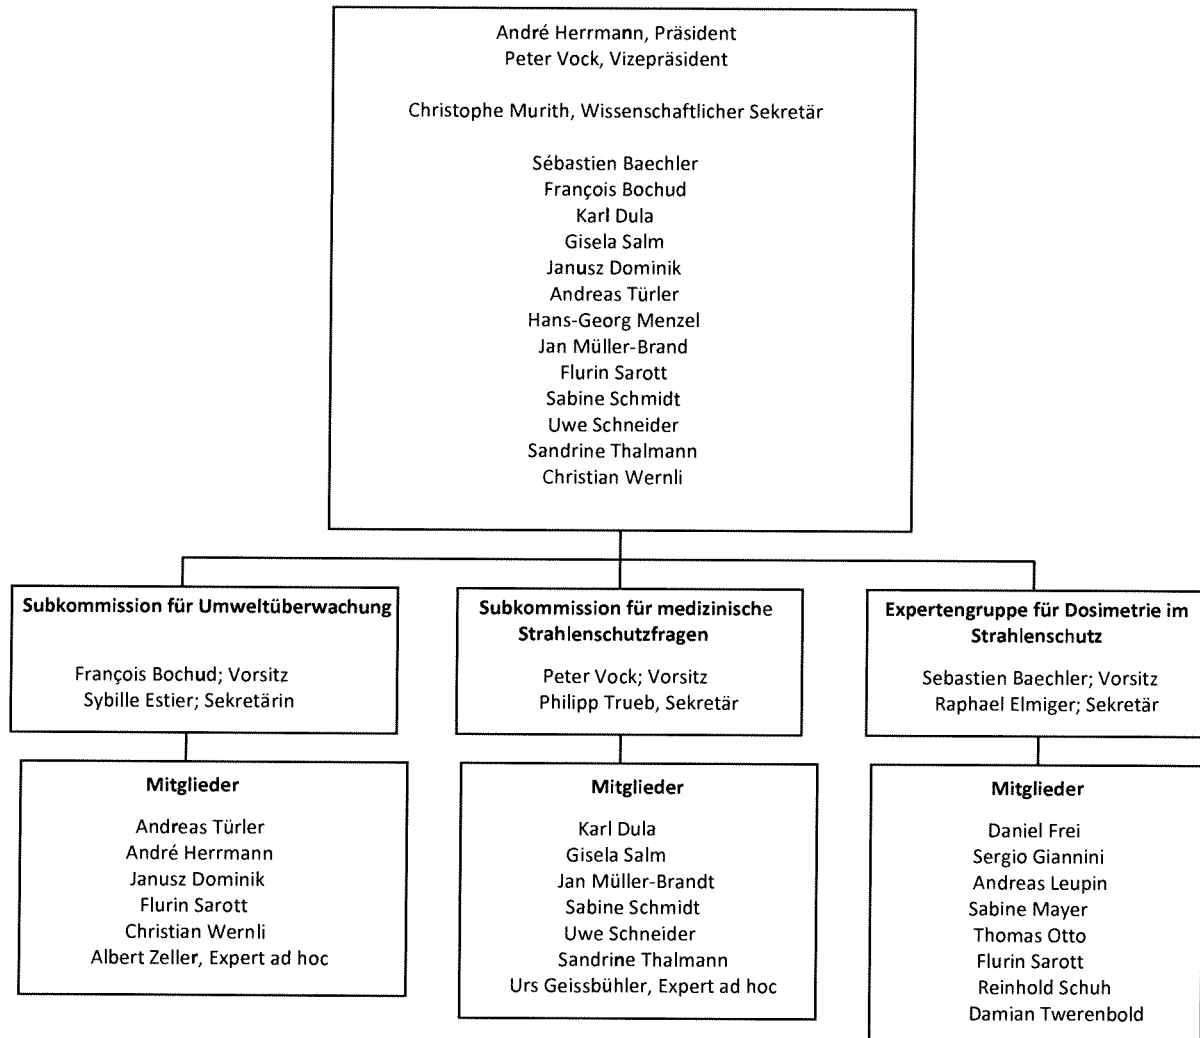 André Herrmann, Präsident
Peter Vock, Vizepräsident
Christophe Murith, Wissenschaftlicher Sekretär
Sébastien Baechler
François Bochud
Karl Dula
Gisela Salm
Janusz Dominik
Andreas Türler
Hans-Georg Menzel
Jan Müller-Brand
Flurin Sarott
Sabine Schmidt
Uwe Schneider
Sandrine Thalmann
Christian Wernli
Subkommission für Umweltüberwachung
François Bochud; Vorsitz
Sybille Estier; Sekretärin
Mitglieder
Andreas Türler
André Herrmann
Janusz Dominik
Flurin Sarott
Christian Wernli
Albert Zeller, Expert ad hoc
Subkommission für medizinische
Strahlenschutzfragen
Peter Vock; Vorsitz
Philipp Trueb, Sekretär
Mitglieder
Karl Dula
Gisela Salm
Jan Müller-Brandt
Sabine Schmidt
Uwe Schneider
Sandrine Thalmann
Urs Geissbühler, Expert ad hoc
Expertengruppe für Dosimetrie im
Strahlenschutz
Sebastien Baechler; Vorsitz
Raphael Elmiger; Sekretär
Mitglieder
Daniel Frei
Sergio Giannini
Andreas Leupin
Sabine Mayer
Thomas Otto
Flurin Sarott
Reinhold Schuh
Damian Twerenbold